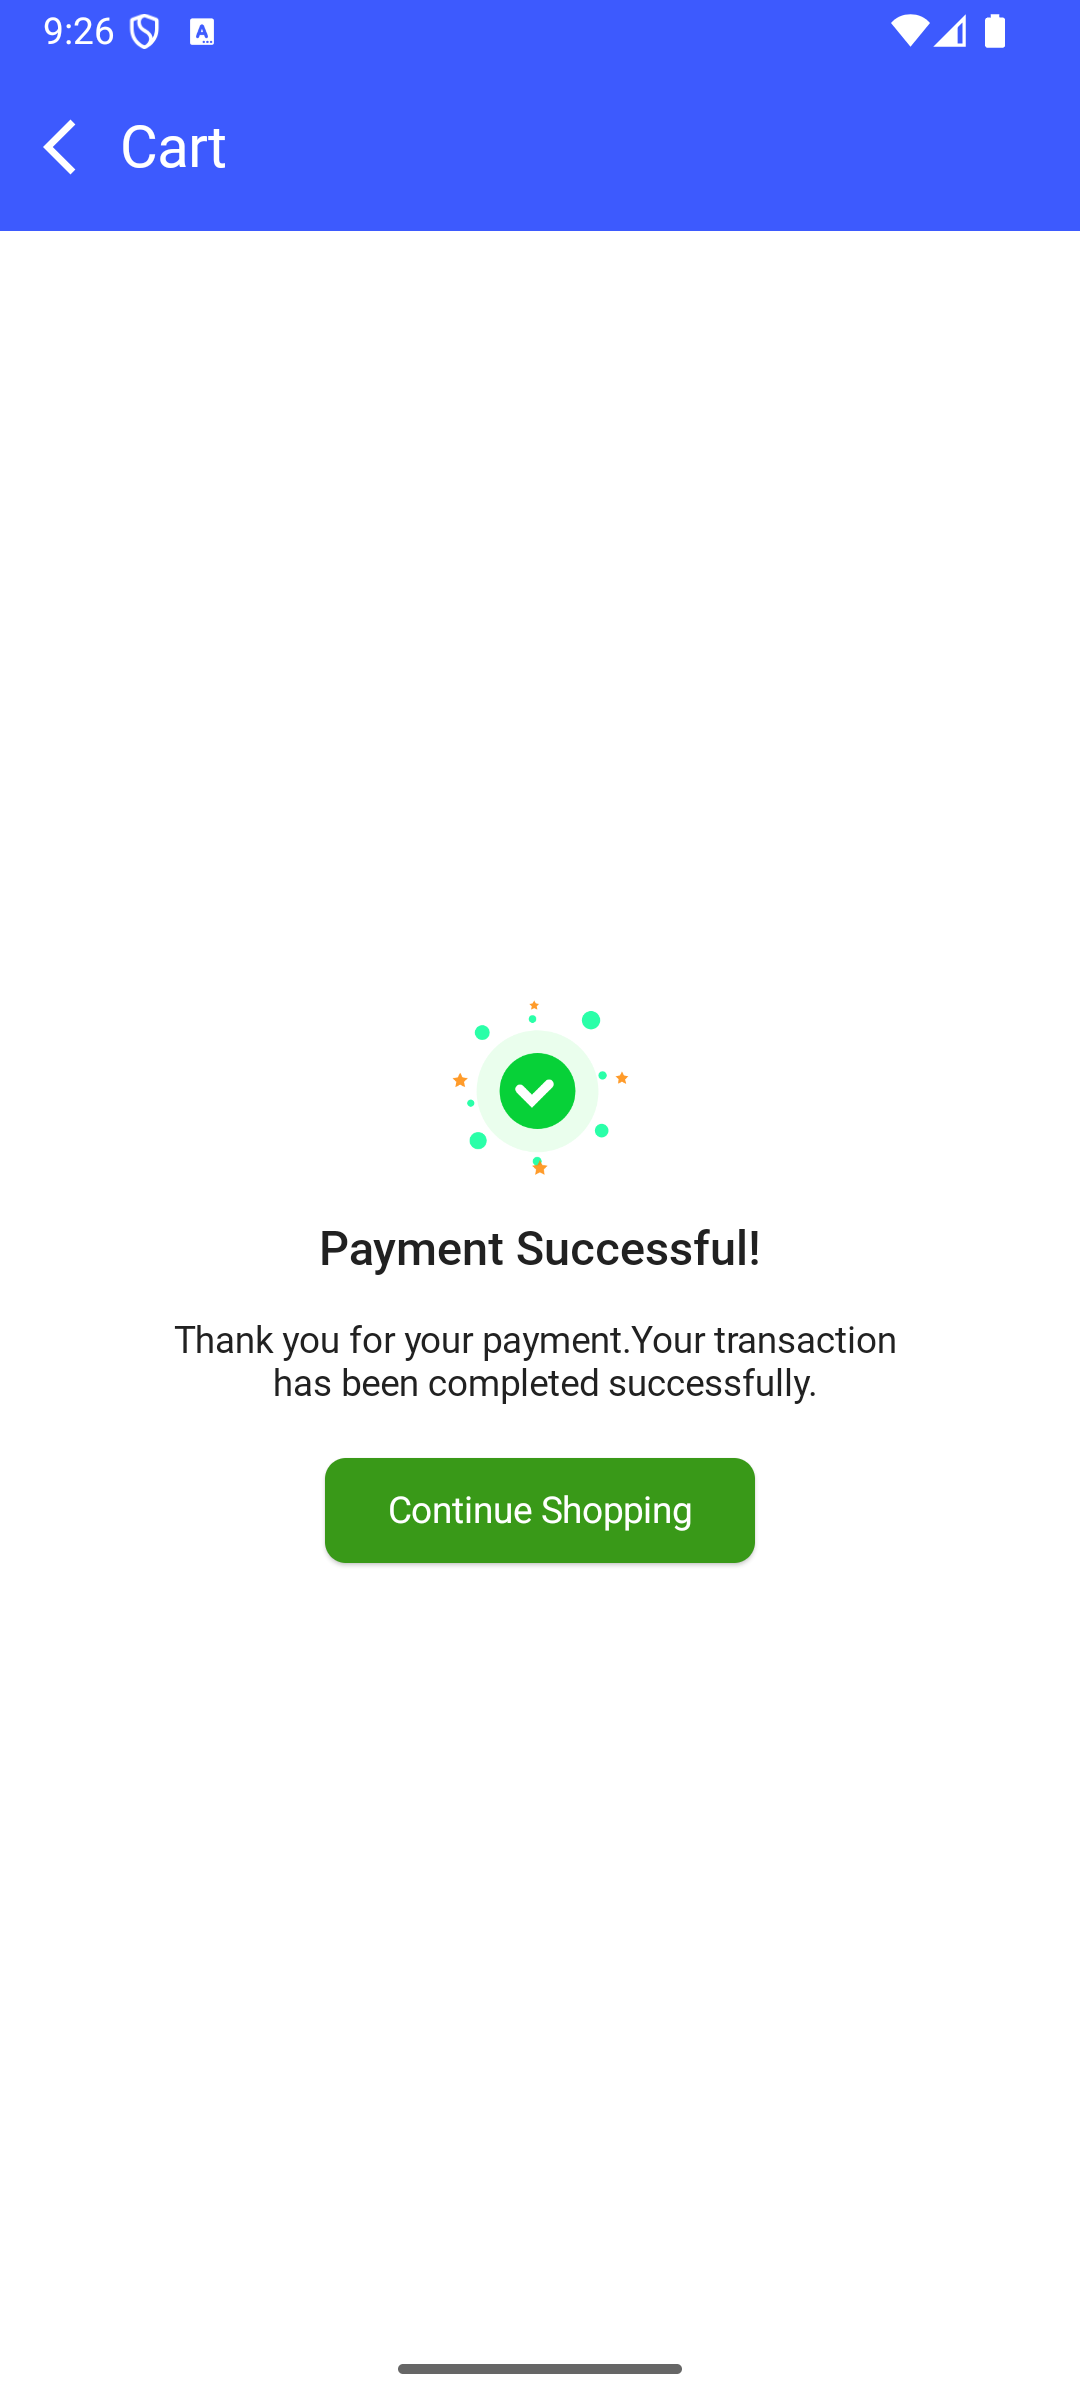 9:26
Cart
Payment Successful!
Thank you for your payment.Your transaction
has been completed successfully.
Continue Shopping